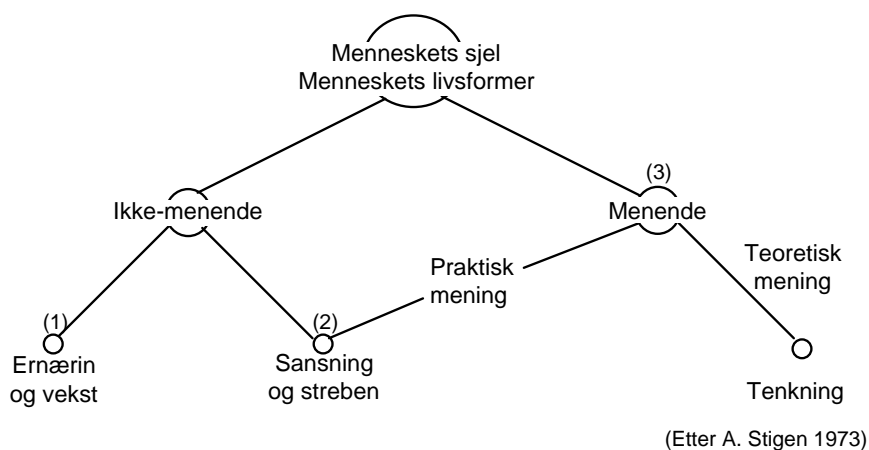 Menneskets sjel
Menneskets livsformer
(3)
Ikke-menende
Menende
Praktisk
mening
Teoretisk
mening
(1)
(2)
Ernærin
og vekst
Sansning
og streben
Tenkning
(Etter A. Stigen 1973)